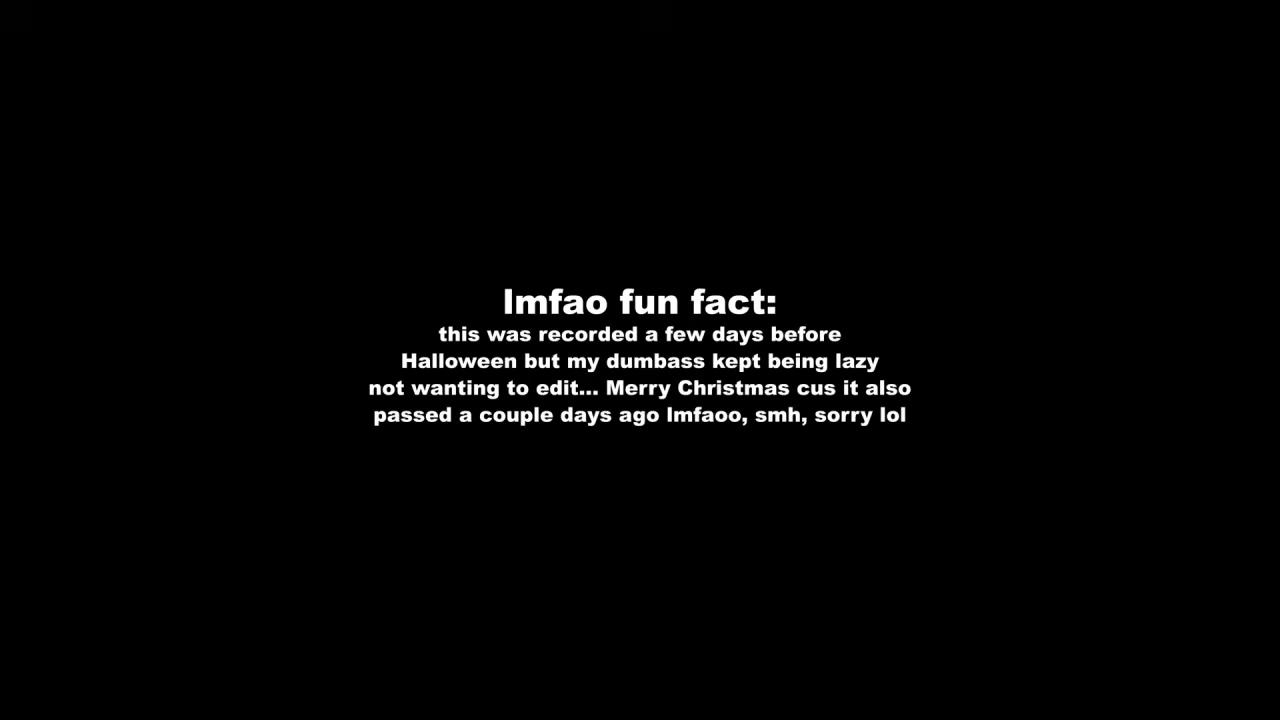 lmfao fun fact:
this was recorded a few days before
Halloween but my dumbass kept being lazy
not wanting to edit... Merry Christmas cus it also
passed a couple days ago lmfaoo, smh, sorry lol